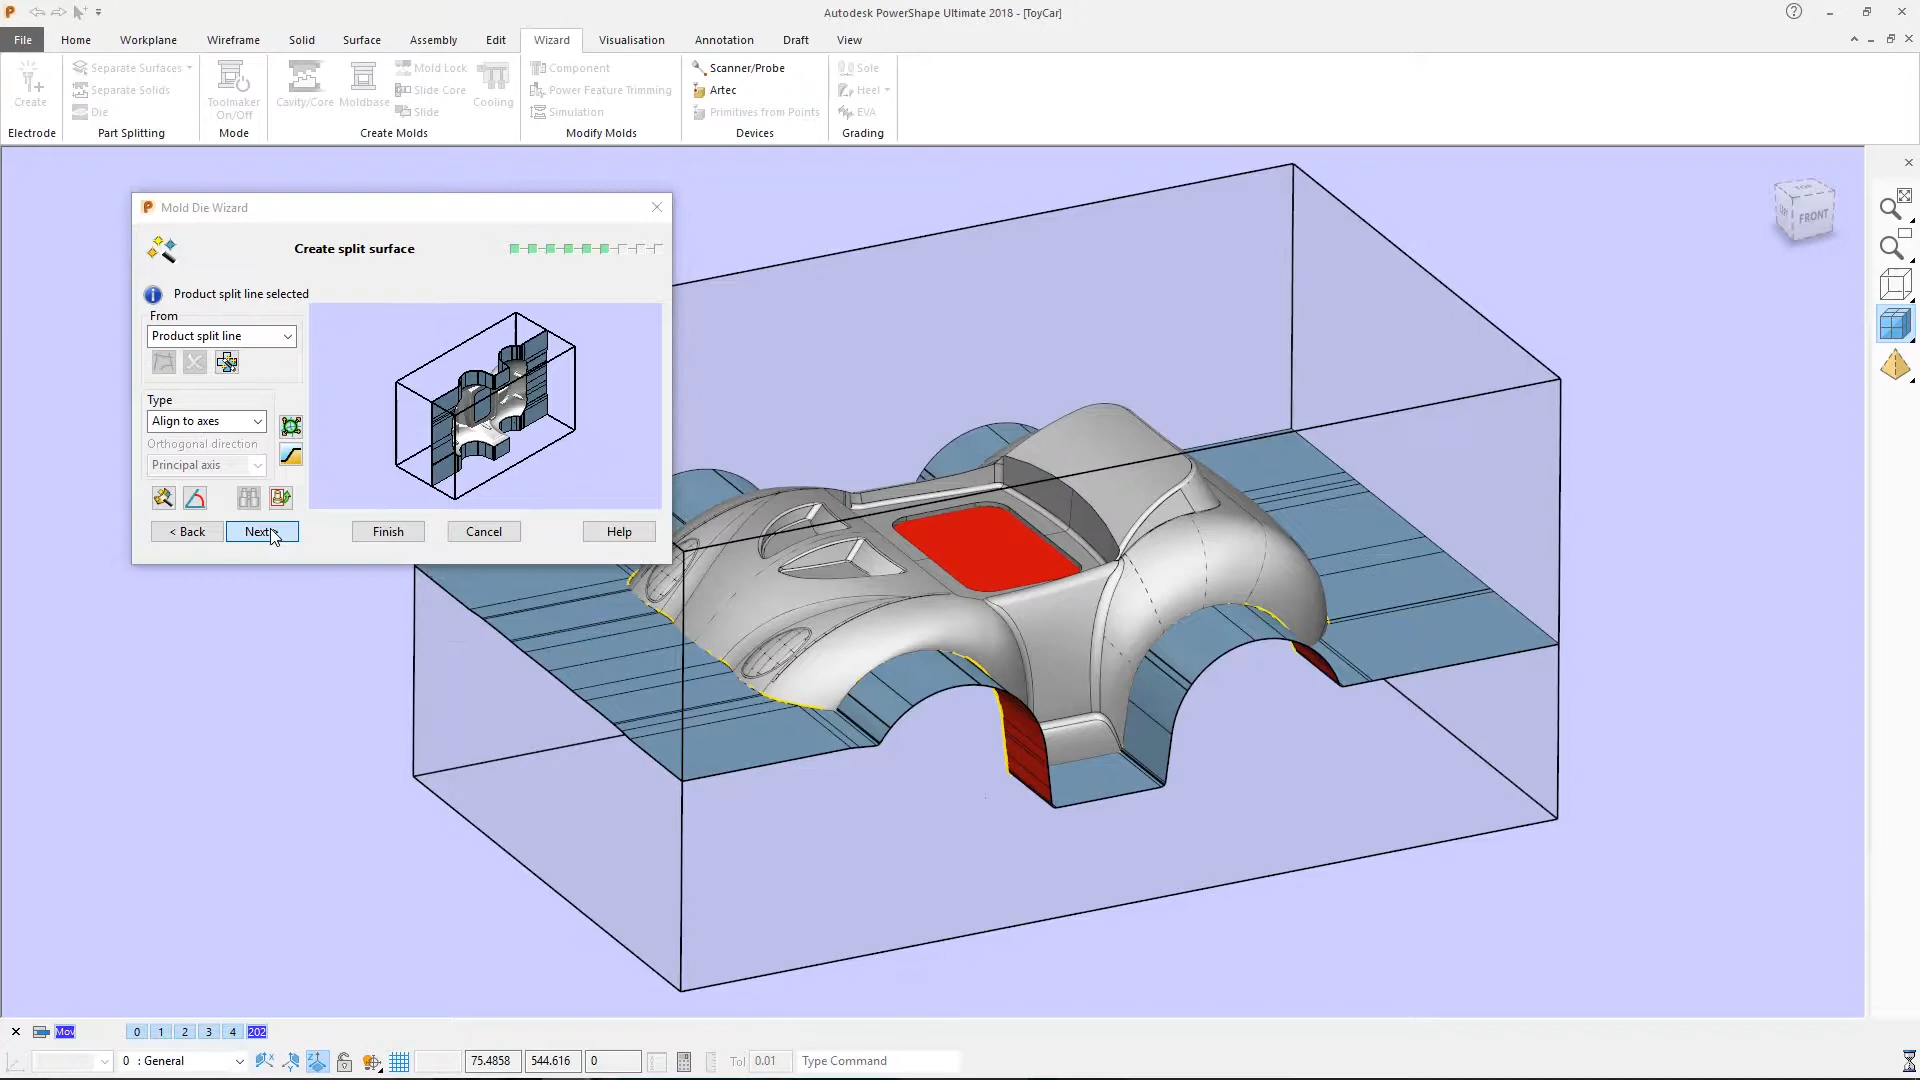 Autodesk PowerShape Ultimate 2018 - [ToyCar]
File Home Workplane Wireframe Solid Surface Assembly Edit Wizard Visualisation Annotation Draft View
Create
Electrode
Separate Surfaces
Separate Solids
Die
Part Splitting
Toolmaker
On/Off
Mode
Cavity/Core
Moldbase
Mold Lock
Slide Core
Slide
Cooling
Create Molds
Component
Power Feature Trimming
Simulation
Modify Molds
Scanner/Probe
Artec
Primitives from Points
Devices
Sole
Heel
EVA
Grading
TOP
FRONT
Mold Die Wizard
Create split surface
Product split line selected
From
Product split line
Type
Align to axes
Orthogonal direction
Principal axis
< Back
Next
Finish
Cancel
Help
Mov
0 1 2 3 4 202
0 : General
75.4858 544.616 0
Tol 0.01
Type Command